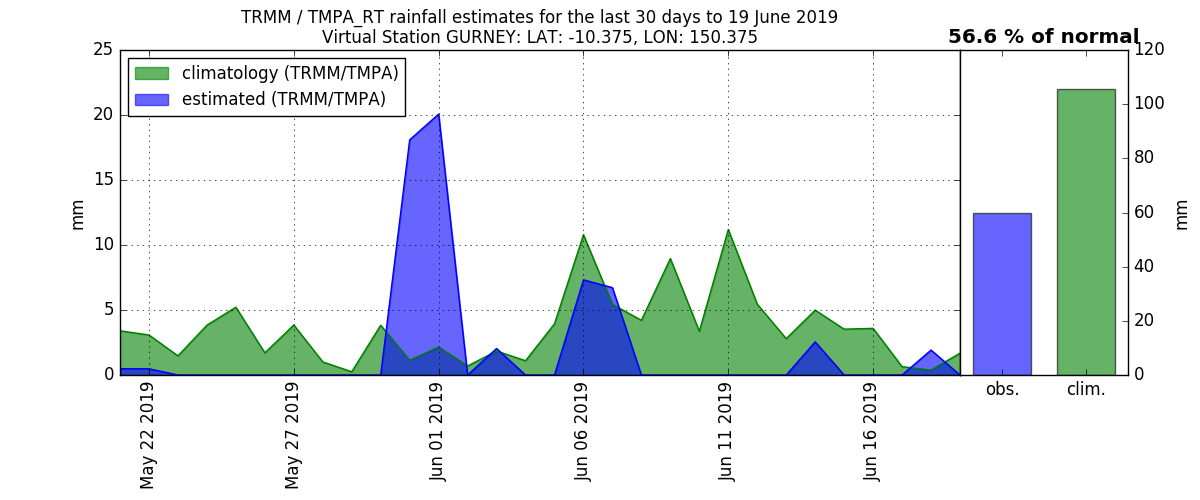 TRMM / TMPA_RT rainfall estimates for the last 30 days to 19 June 2019
Virtual Station GURNEY: LAT: -10.375, LON: 150.375
56.6 % of normal
climatology (TRMM/TMPA)
estimated (TRMM/TMPA)
25
20
15
10
5
0
mm
May 22 2019
May 27 2019
Jun 01 2019
Jun 06 2019
Jun 11 2019
Jun 16 2019
obs.
clim.
120
100
80
60
40
20
0
mm